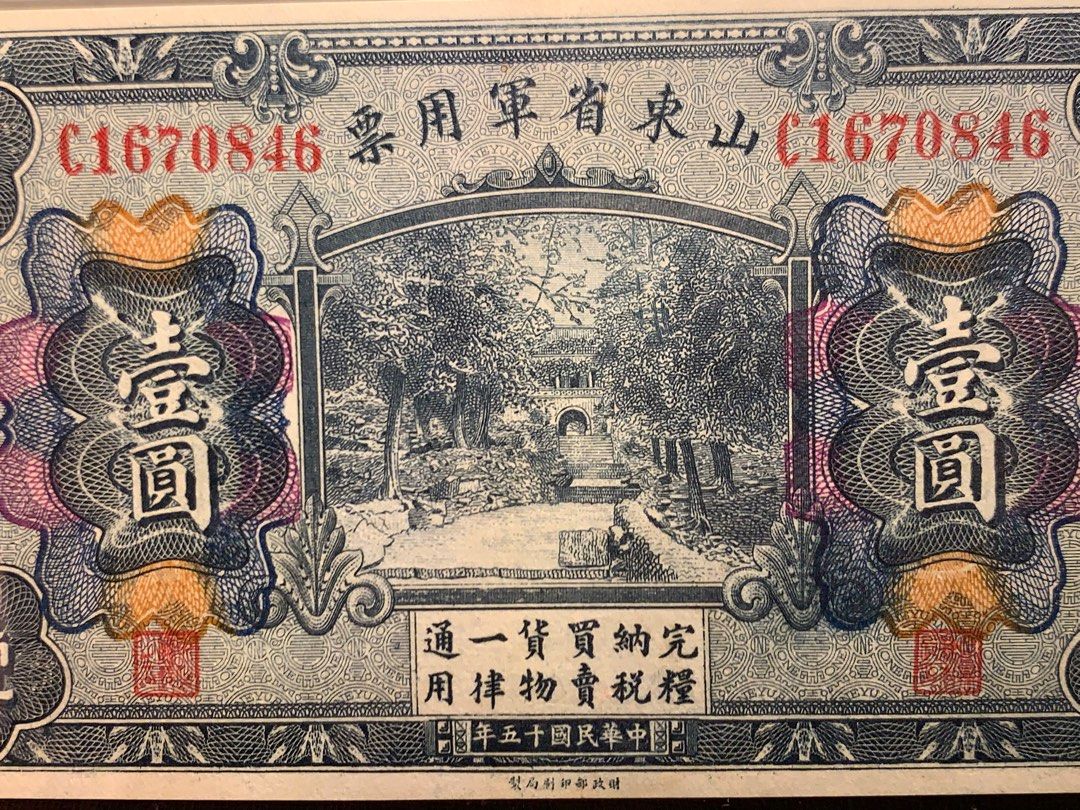 山東省軍用票
C1670846
C1670846
壹圓
壹圓
完糧納税買賣貨物一律通用
中華民國十五年
財政部印刷局製